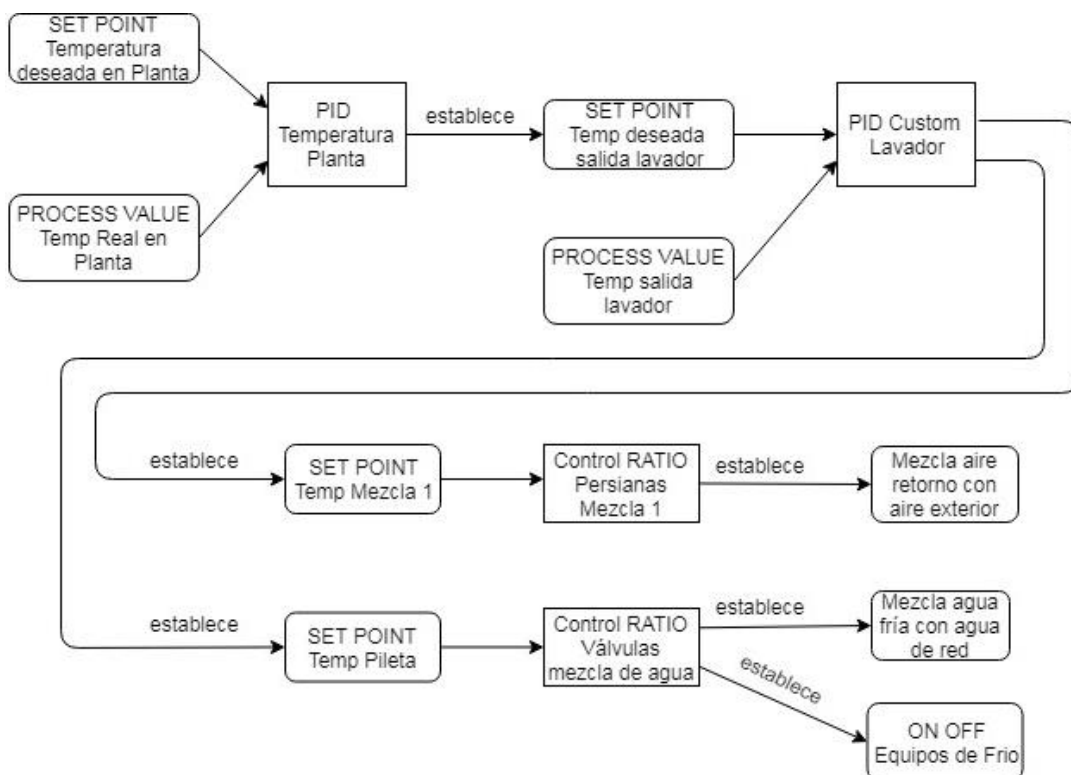 SET POINT
Temperatura
deseada en Planta
PID
Temperatura
Planta
establece
SET POINT
Temp deseada
salida lavador
PID Custom
Lavador
PROCESS VALUE
Temp Real en
Planta
PROCESS VALUE
Temp salida
lavador
establece
SET POINT
Temp Mezcla 1
Control RATIO
Persianas
Mezcla 1
establece
Mezcla aire
retorno con
aire exterior
establece
SET POINT
Temp Pileta
Control RATIO
Válvulas
mezcla de agua
establece
Mezcla agua
fría con agua
de red
establece
ON OFF
Equipos de Frio